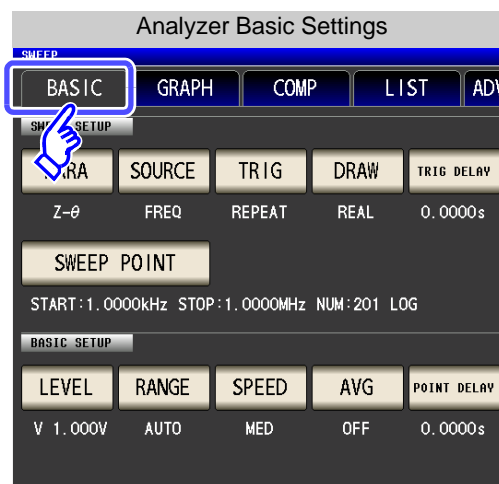 Analyzer Basic Settings
SWEEP
BASIC GRAPH COMP LIST ADV
SETUP
SOURCE TRIG DRAW TRIG DELAY
Z-θ FREQ REPEAT REAL 0.0000s
SWEEP POINT
START:1.0000kHz STOP:1.0000MHz NUM:201 LOG
BASIC SETUP
LEVEL RANGE SPEED AVG POINT DELAY
V 1.000V AUTO MED OFF 0.0000s